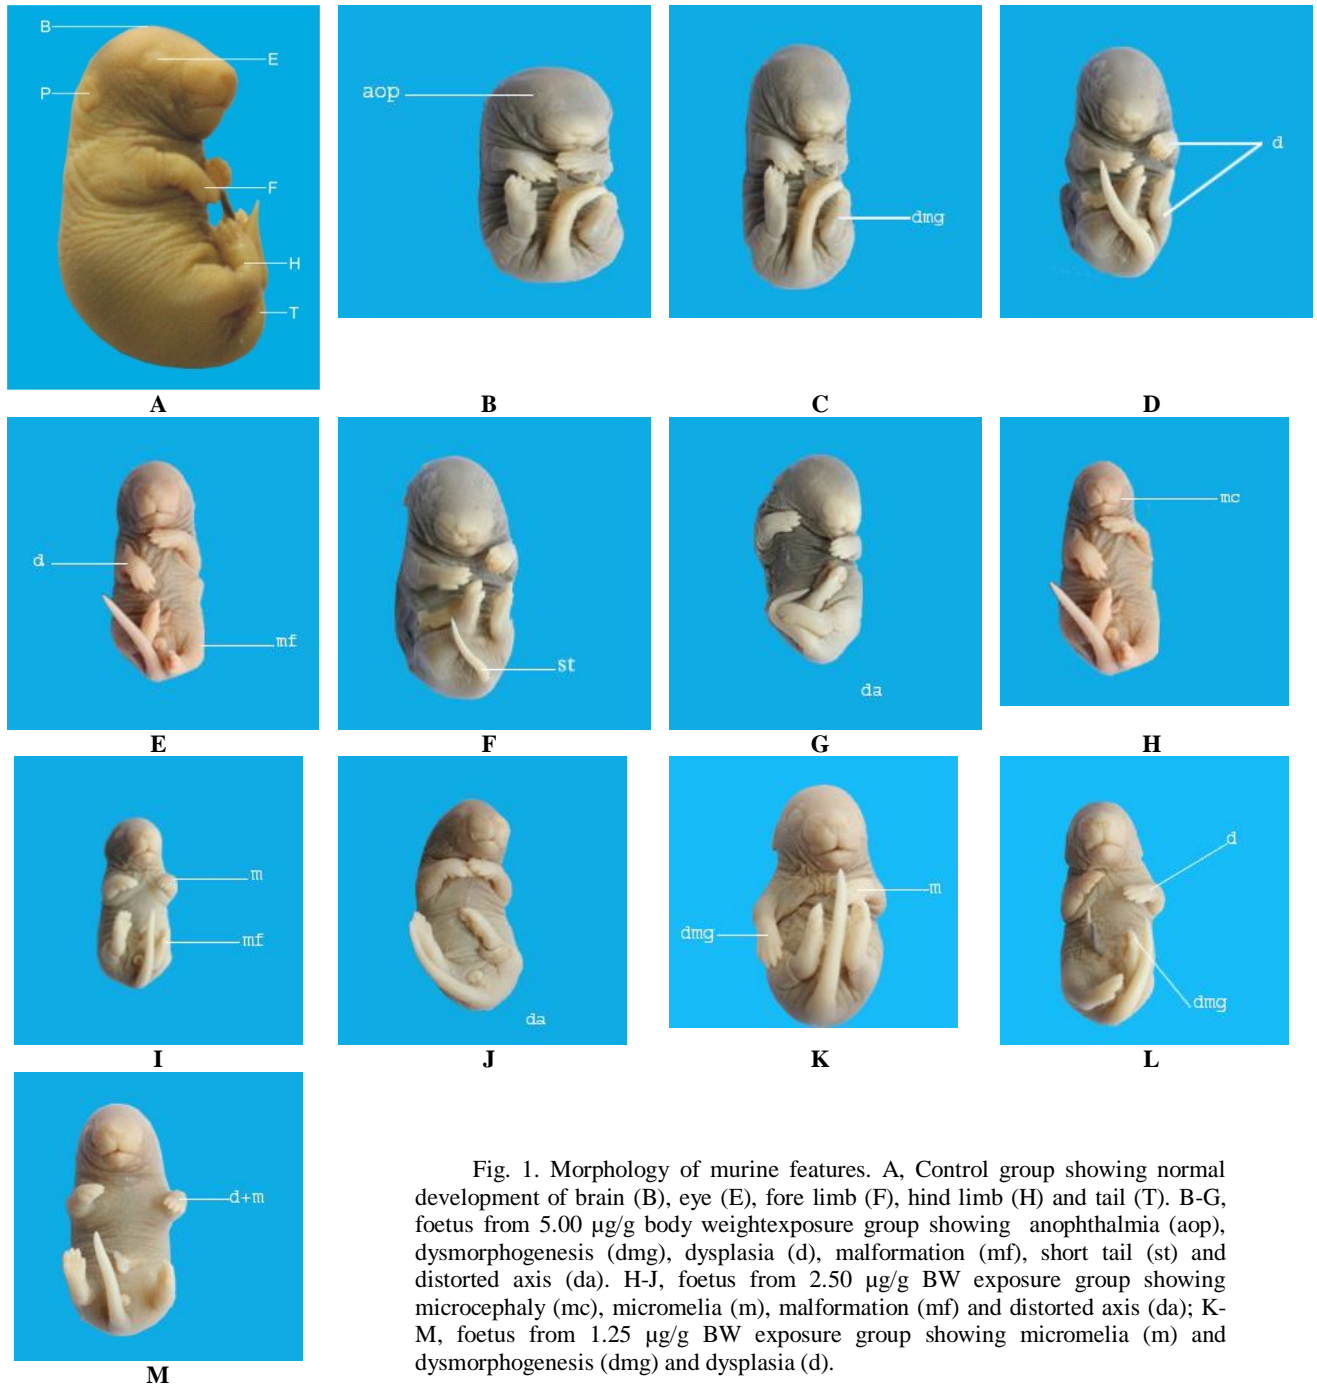 B
E
P
F
H
T
A
aop
B
dmg
C
d
D
d
mf
E
st
F
da
G
mc
H
m
mf
I
da
J
m
dmg
K
d
dmg
L
d+m
M
Fig. 1. Morphology of murine features. A, Control group showing normal
development of brain (B), eye (E), fore limb (F), hind limb (H) and tail (T). B-G,
foetus from 5.00 µg/g body weightexposure group showing anophthalmia (aop),
dysmorphogenesis (dmg), dysplasia (d), malformation (mf), short tail (st) and
distorted axis (da). H-J, foetus from 2.50 µg/g BW exposure group showing
microcephaly (mc), micromelia (m), malformation (mf) and distorted axis (da); K-
M, foetus from 1.25 µg/g BW exposure group showing micromelia (m) and
dysmorphogenesis (dmg) and dysplasia (d).